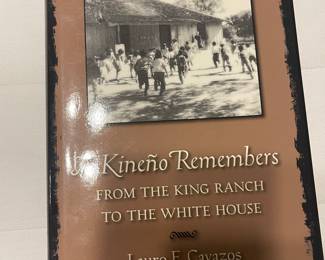 A Kineño Remembers
FROM THE KING RANCH
TO THE WHITE HOUSE
Lauro F. Cavazos